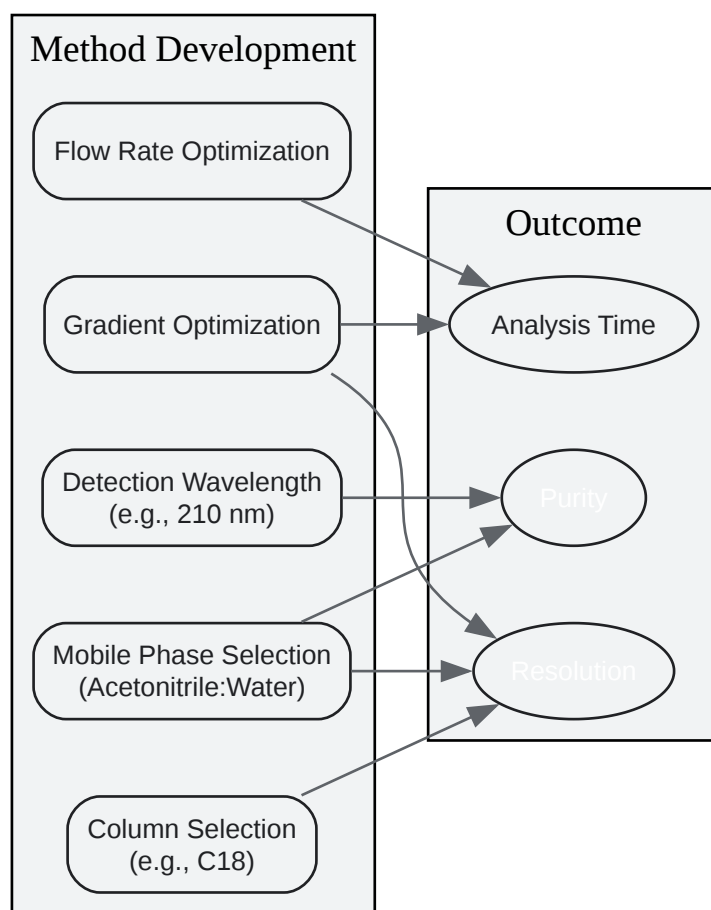 Method Development
Flow Rate Optimization
Gradient Optimization
Detection Wavelength
(e.g., 210 nm)
Mobile Phase Selection
(Acetonitrile:Water)
Column Selection
(e.g., C18)
Outcome
Analysis Time
Purity
Resolution